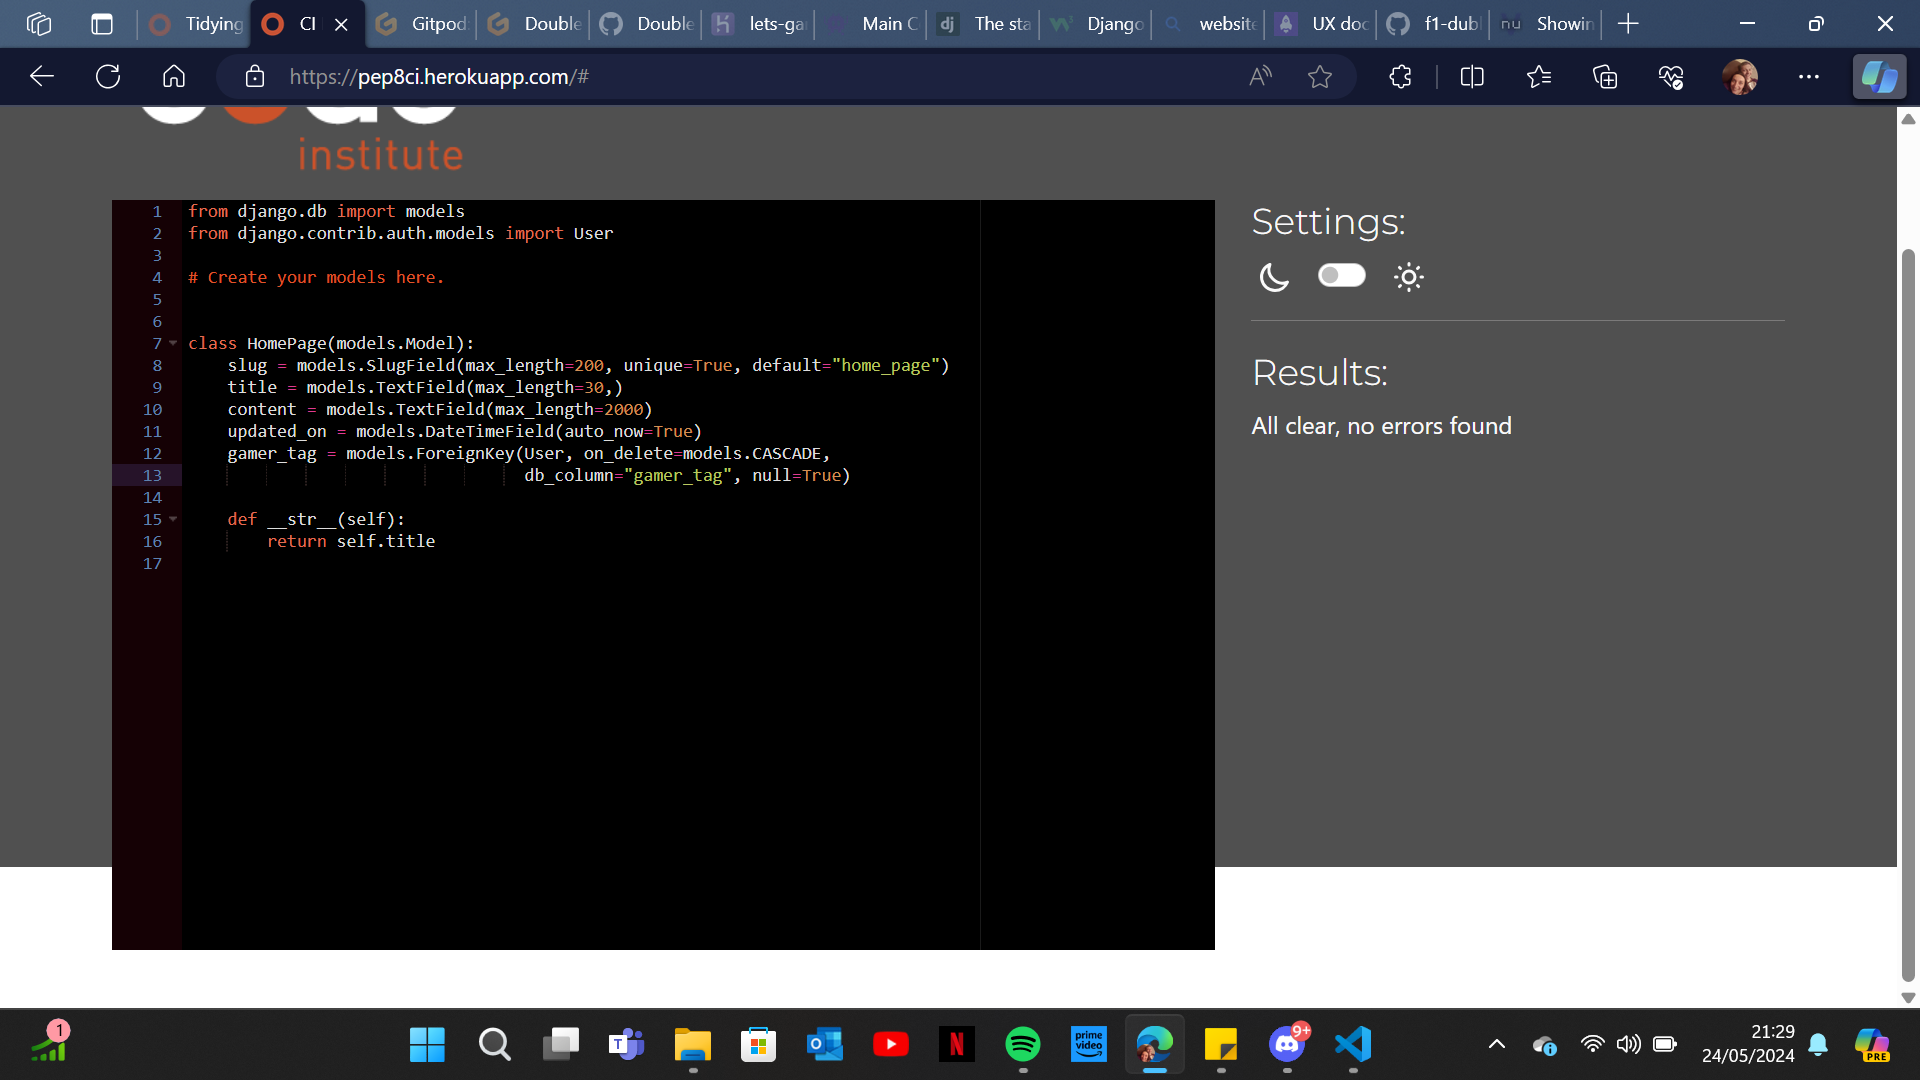 Tidying
CI
Gitpod
Double
Double
lets-ga
Main C
The sta
Django
website
UX doc
f1-dubl
Showin
https://pep8ci.herokuapp.com/#
institute
1 from django.db import models
2 from django.contrib.auth.models import User
3
4 # Create your models here.
5
6
7 class HomePage(models.Model):
8 slug = models.SlugField(max_length=200, unique=True, default="home_page")
9 title = models.TextField(max_length=30,)
10 content = models.TextField(max_length=2000)
11 updated_on = models.DateTimeField(auto_now=True)
12 gamer_tag = models.ForeignKey(User, on_delete=models.CASCADE,
13 db_column="gamer_tag", null=True)
14
15 def __str__(self):
16 return self.title
17
Settings:
Results:
All clear, no errors found
1
prime
video
9+
21:29
24/05/2024
PRE